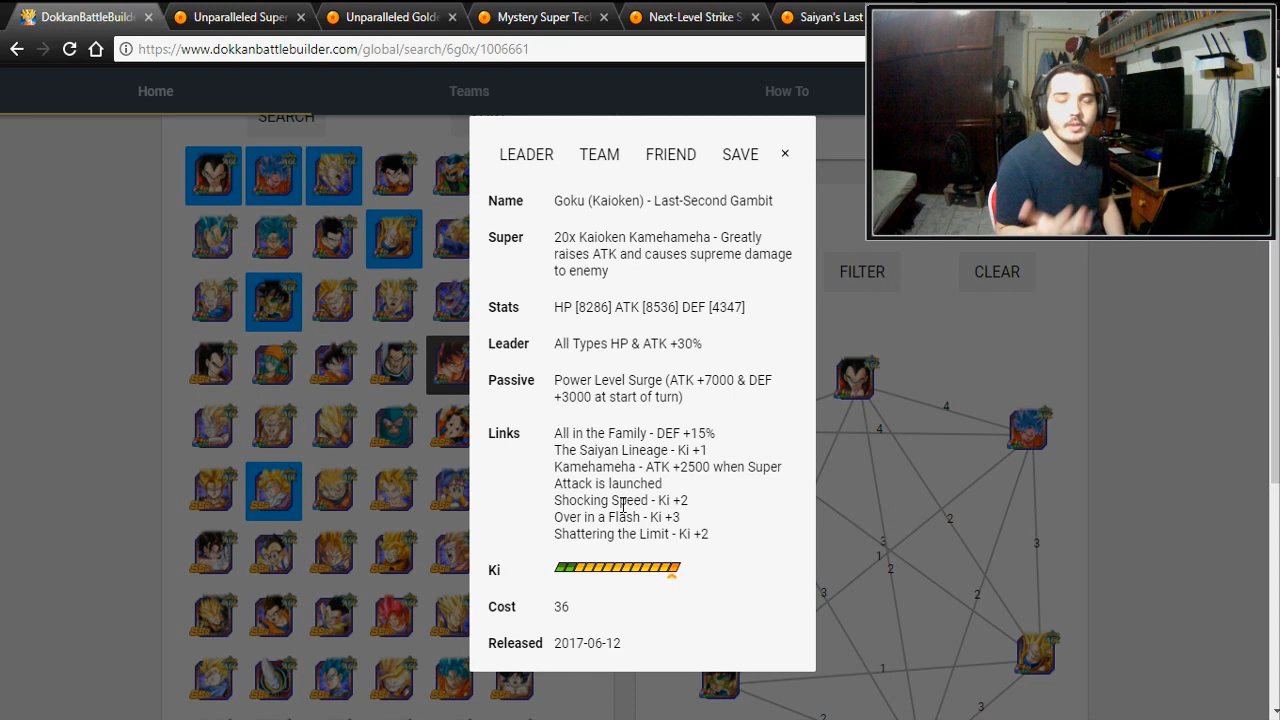 DokkanBattleBuild
Unparalleled Super
Unparalleled Golde
Mystery Super Tec
Next-Level Strike S
Saiyan's Last
https://www.dokkanbattlebuilder.com/global/search/6g0x/1006661
Home
Teams
How To
SEARCH
FILTER
CLEAR
LEADER TEAM FRIEND SAVE ×
Name Goku (Kaioken) - Last-Second Gambit
Super 20x Kaioken Kamehameha - Greatly
raises ATK and causes supreme damage
to enemy
Stats HP [8286] ATK [8536] DEF [4347]
Leader All Types HP & ATK +30%
Passive Power Level Surge (ATK +7000 & DEF
+3000 at start of turn)
Links All in the Family - DEF +15%
The Saiyan Lineage - Ki +1
Kamehameha - ATK +2500 when Super
Attack is launched
Shocking Speed - Ki +2
Over in a Flash - Ki +3
Shattering the Limit - Ki +2
Ki
Cost 36
Released 2017-06-12
4
4
2
3
3
1
2
3
2
1
3
2